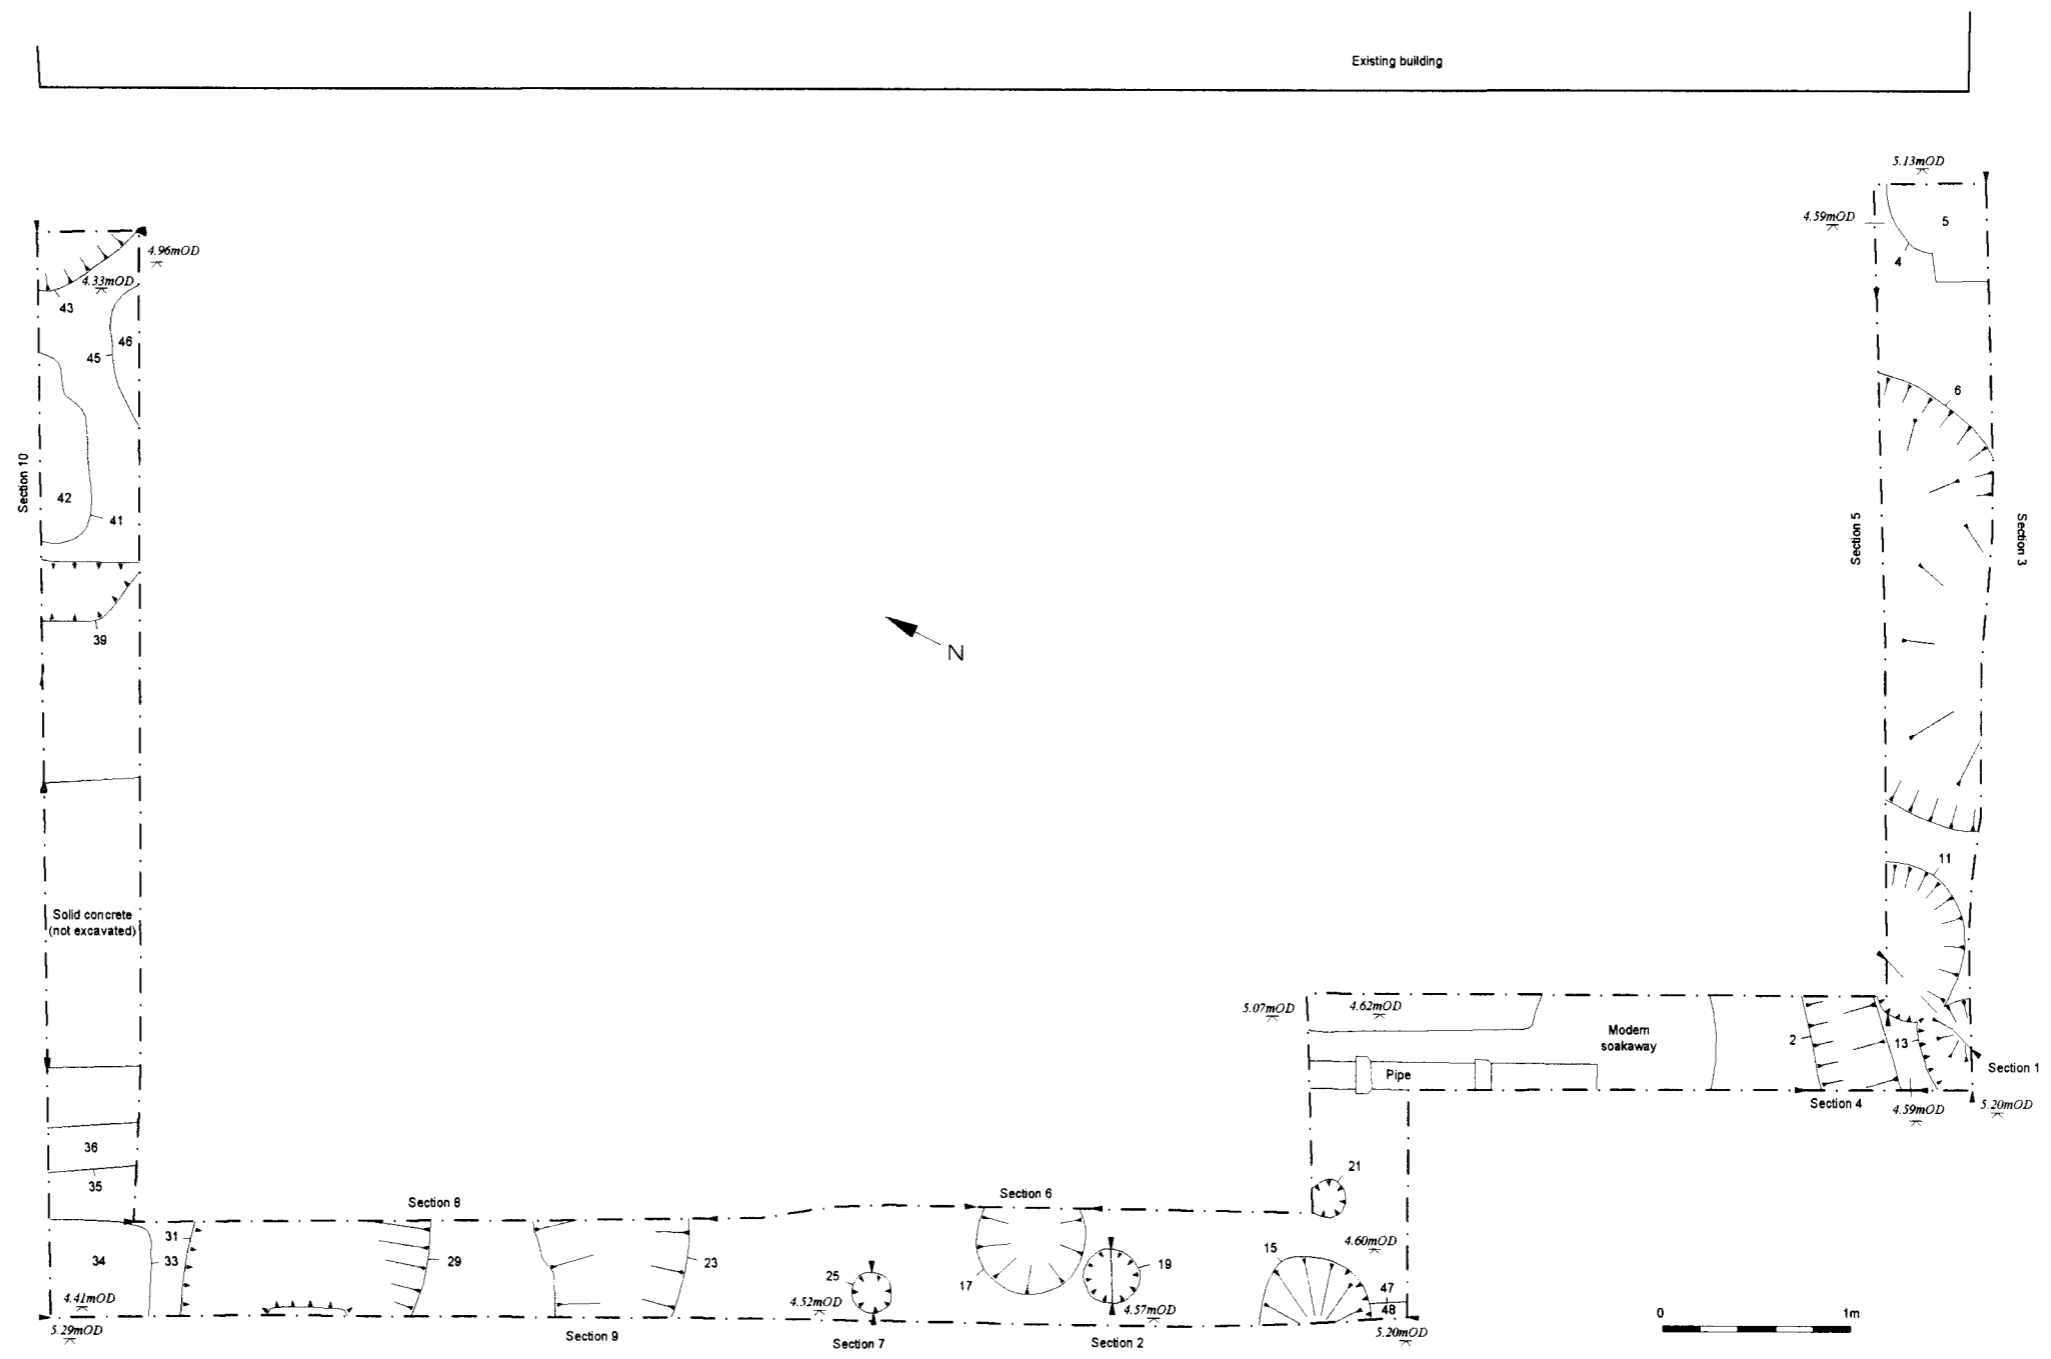 Existing building
5.13mOD
4.59mOD
5
4
4.96mOD
4.33mOD
43
46
45
6
Section 10
42
41
Section 5
Section 3
39
N
11
Solid concrete
(not excavated)
5.07mOD
4.62mOD
Modern
soakaway
2
13
Pipe
Section 1
Section 4
4.59mOD
5.20mOD
36
35
21
Section 8
Section 6
31
33
34
29
23
25
17
19
15
4.60mOD
47
48
4.41mOD
4.52mOD
4.57mOD
5.29mOD
Section 9
Section 7
Section 2
5.20mOD
0
1m